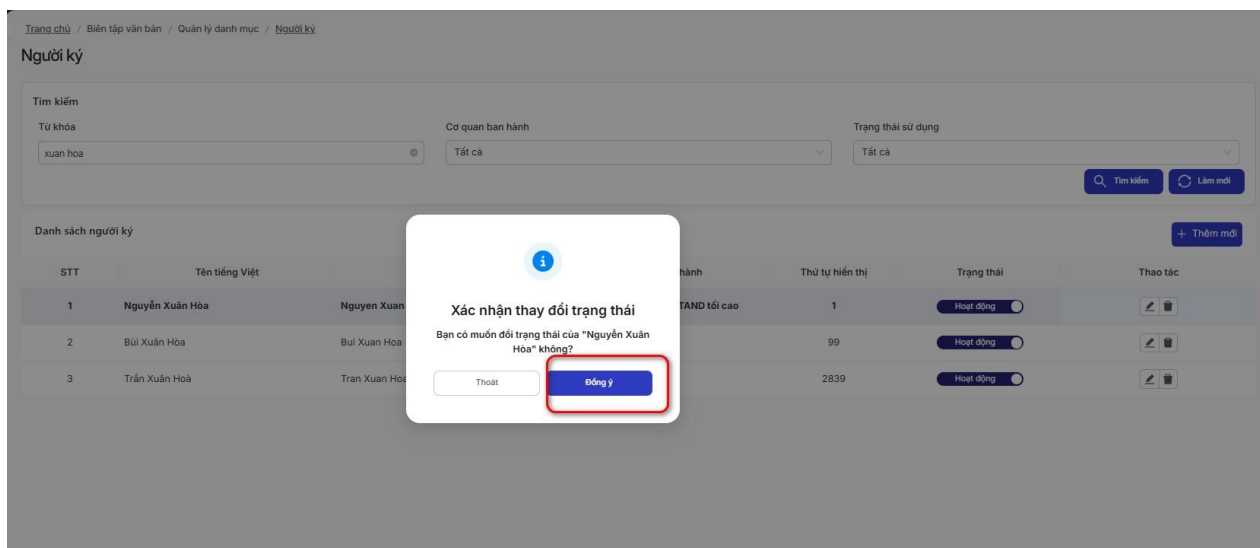 Trang chủ / Biên tập văn bản / Quản lý danh mục / Người ký
Người ký
Tìm kiếm
Từ khóa Cơ quan ban hành Trạng thái sử dụng
xuan hoa Tất cả Tất cả
Tìm kiếm Làm mới
Danh sách người ký
+ Thêm mới
STT Tên tiếng Việt hành Thứ tự hiển thị Trạng thái Thao tác
1 Nguyễn Xuân Hòa Nguyen Xuan TAND tối cao 1 Hoạt động
2 Bùi Xuân Hòa Bui Xuan Hoa 99 Hoạt động
3 Trần Xuân Hoà Tran Xuan Hoa 2839 Hoạt động
Xác nhận thay đổi trạng thái
Bạn có muốn đổi trạng thái của "Nguyễn Xuân
Hòa" không?
Thoát Đồng ý